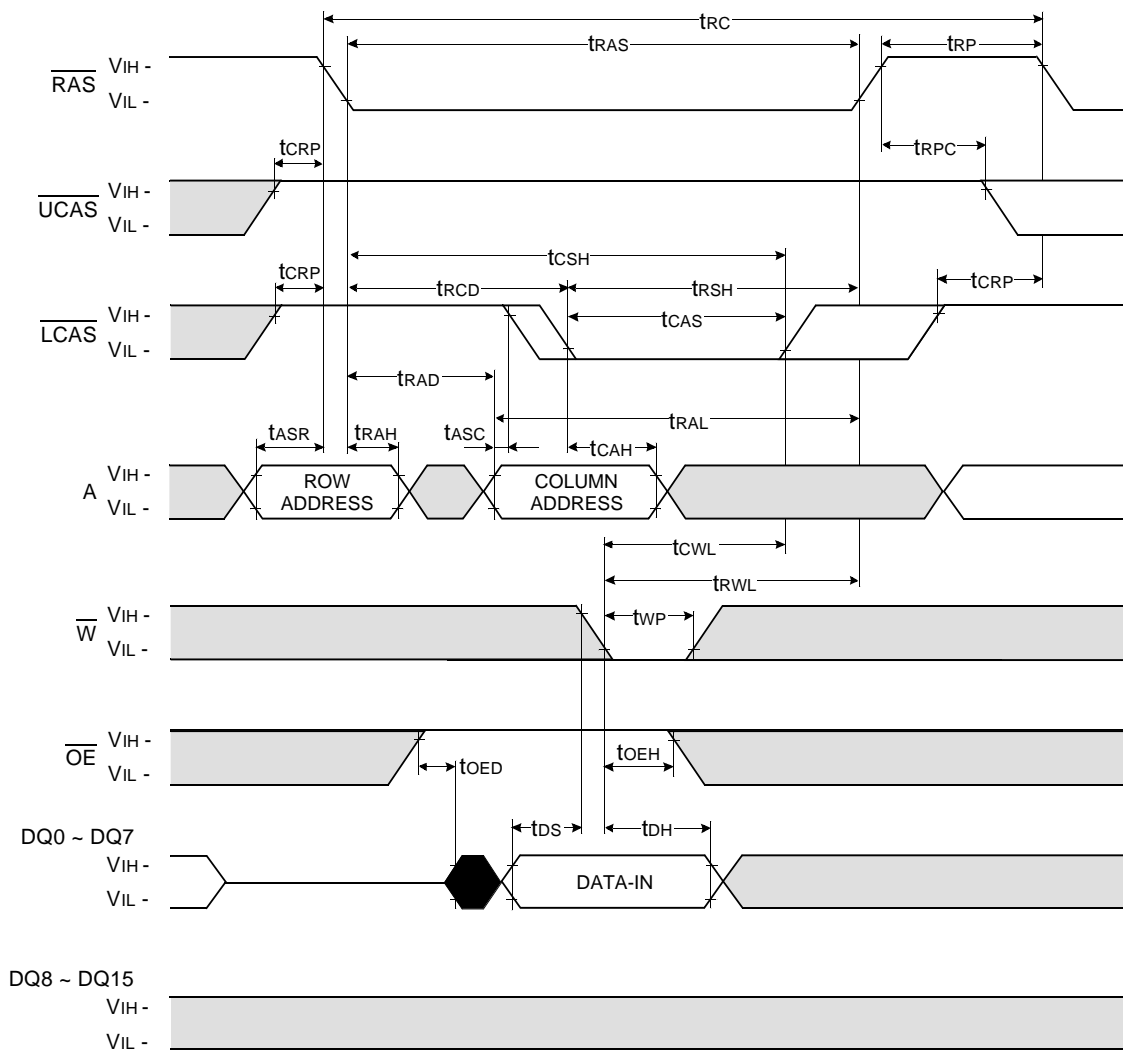 tRC
tRAS
tRP
RAS
VIH -
VIL -
tCRP
tRPC
UCAS
VIH -
VIL -
tCSH
tCRP
tRCD
tRSH
tCRP
LCAS
VIH -
VIL -
tCAS
tRAD
tRAL
tASR
tRAH
tASC
tCAH
A
VIH -
VIL -
ROW
ADDRESS
COLUMN
ADDRESS
tCWL
tRWL
W
VIH -
VIL -
tWP
OE
VIH -
VIL -
tOED
tOEH
tDS
tDH
DQ0 ~ DQ7
VIH -
VIL -
DATA-IN
DQ8 ~ DQ15
VIH -
VIL -